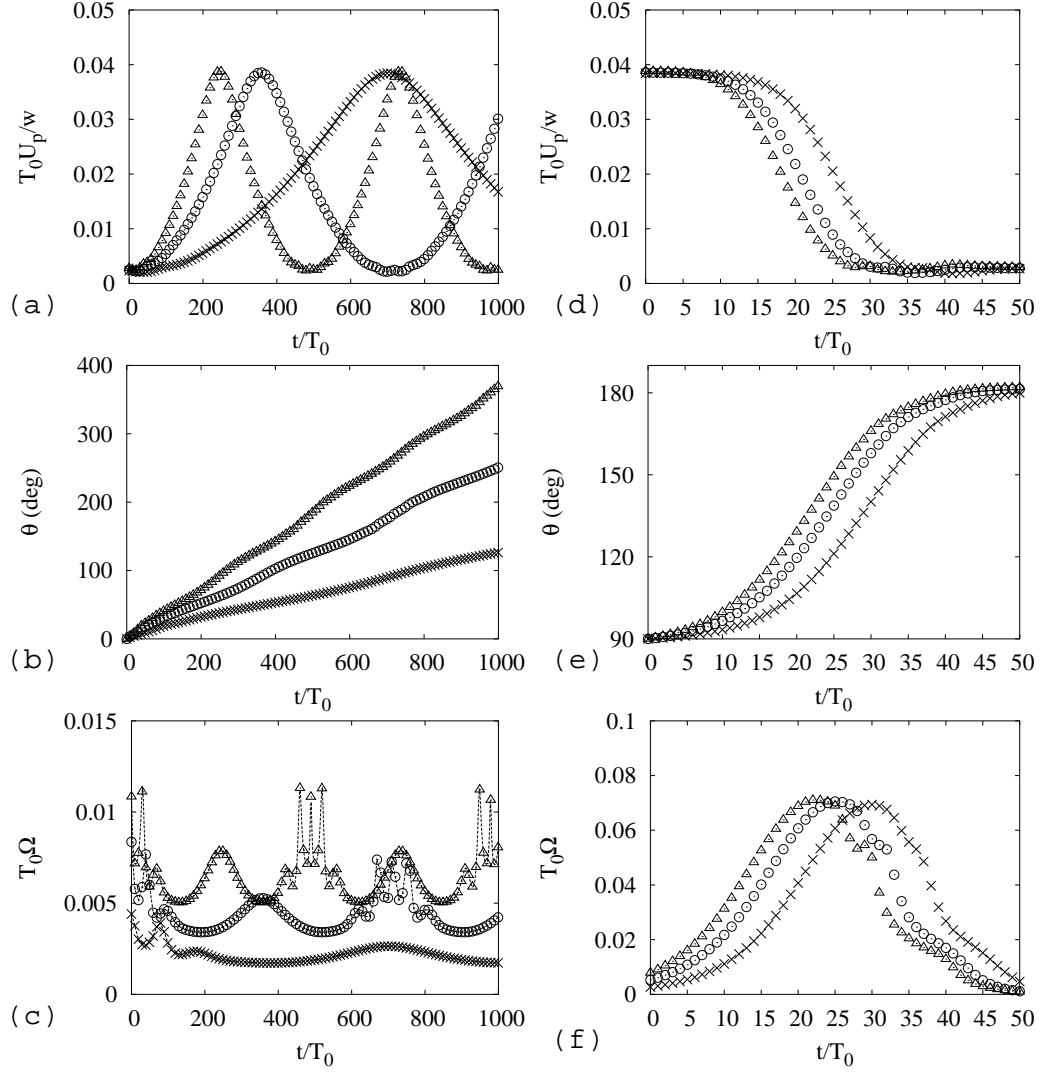 0.05
0.04
0.03
0.02
0.01
0
T0Up/w
0 200 400 600 800 1000
t/T0
(a)
0.05
0.04
0.03
0.02
0.01
0
T0Up/w
0 5 10 15 20 25 30 35 40 45 50
t/T0
(d)
400
300
200
100
0
θ (deg)
0 200 400 600 800 1000
t/T0
(b)
180
150
120
90
θ (deg)
0 5 10 15 20 25 30 35 40 45 50
t/T0
(e)
0.015
0.01
0.005
0
T0Ω
0 200 400 600 800 1000
t/T0
(c)
0.1
0.08
0.06
0.04
0.02
0
T0Ω
0 5 10 15 20 25 30 35 40 45 50
t/T0
(f)